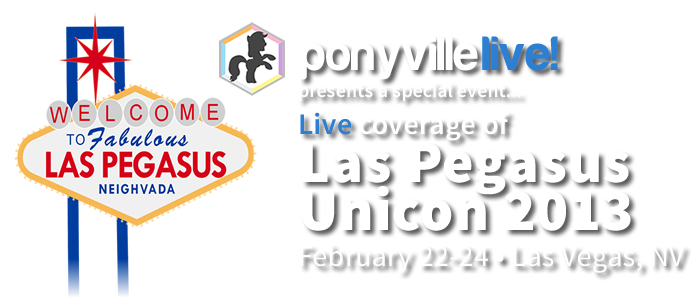 WELCOME
TO Fabulous
LAS PEGASUS
NEIGHVADA
ponyvillelive!
presents a special event...
Live coverage of
Las Pegasus
Unicon 2013
February 22-24 • Las Vegas, NV